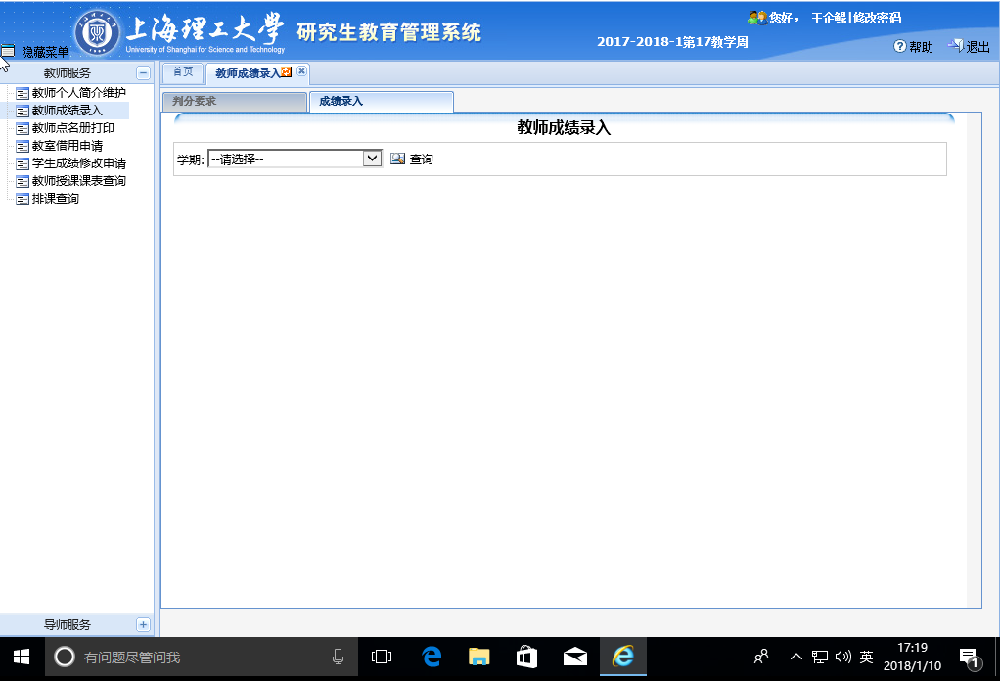 上海理工大學
University of Shanghai for Science and Technology
研究生教育管理系统
您好， 王企鲲|修改密码
2017-2018-1第17教学周
帮助 退出
隐藏菜单
教师服务
教师个人简介维护
教师成绩录入
教师点名册打印
教室借用申请
学生成绩修改申请
教师授课课表查询
排课查询
导师服务
首页 教师成绩录入
判分要求 成绩录入
教师成绩录入
学期: --请选择-- 查询
有问题尽管问我
英
17:19
2018/1/10
1